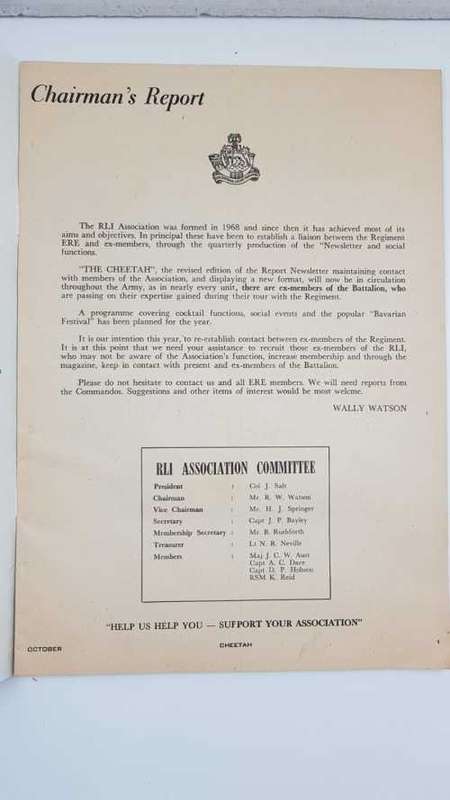 Chairman's Report
The RLI Association was formed in 1968 and since then it has achieved most of its
aims and objectives. In principal these have been to establish a liaison between the Regiment
ERE and ex-members, through the quarterly production of the "Newsletter and social
functions.
"THE CHEETAH", the revised edition of the Report Newsletter maintaining contact
with members of the Association, and displaying a new format, will now be in circulation
throughout the Army, as in nearly every unit, there are ex-members of the Battalion, who
are passing on their expertise gained during their tour with the Regiment.
A programme covering cocktail functions, social events and the popular "Bavarian
Festival" has been planned for the year.
It is our intention this year, to re-establish contact between ex-members of the Regiment.
It is at this point that we need your assistance to recruit those ex-members of the RLI,
who may not be aware of the Association's function, increase membership and through the
magazine, keep in contact with present and ex-members of the Battalion.
Please do not hesitate to contact us and all ERE members. We will need reports from
the Commandos. Suggestions and other items of interest would be most welcme.
WALLY WATSON
RLI ASSOCIATION COMMITTEE
President : Col J. Salt
Chairman : Mr. R. W. Watson
Vice Chairman : Mr. H. J. Springer
Secretary : Capt J. P. Bayley
Membership Secretary : Mr. B.
Treasurer : Lt N. R. Neville
Members : Maj J. C. W. Aust
Capt A. C. Dace
Capt D. P.
RSM K. Reid
"HELP US HELP YOU — SUPPORT YOUR ASSOCIATION"
OCTOBER
CHEETAH